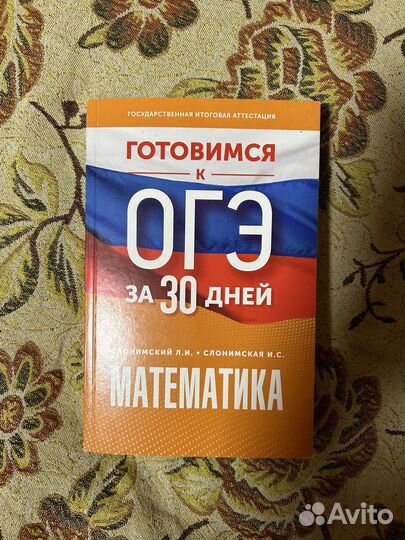 ГОСУДАРСТВЕННАЯ ИТОГОВАЯ АТТЕСТАЦИЯ
ГОТОВИМСЯ
К
ОГЭ
ЗА 30 ДНЕЙ
СЛОНИМСКИЙ Л.И. • СЛОНИМСКАЯ И.С.
МАТЕМАТИКА
Avito